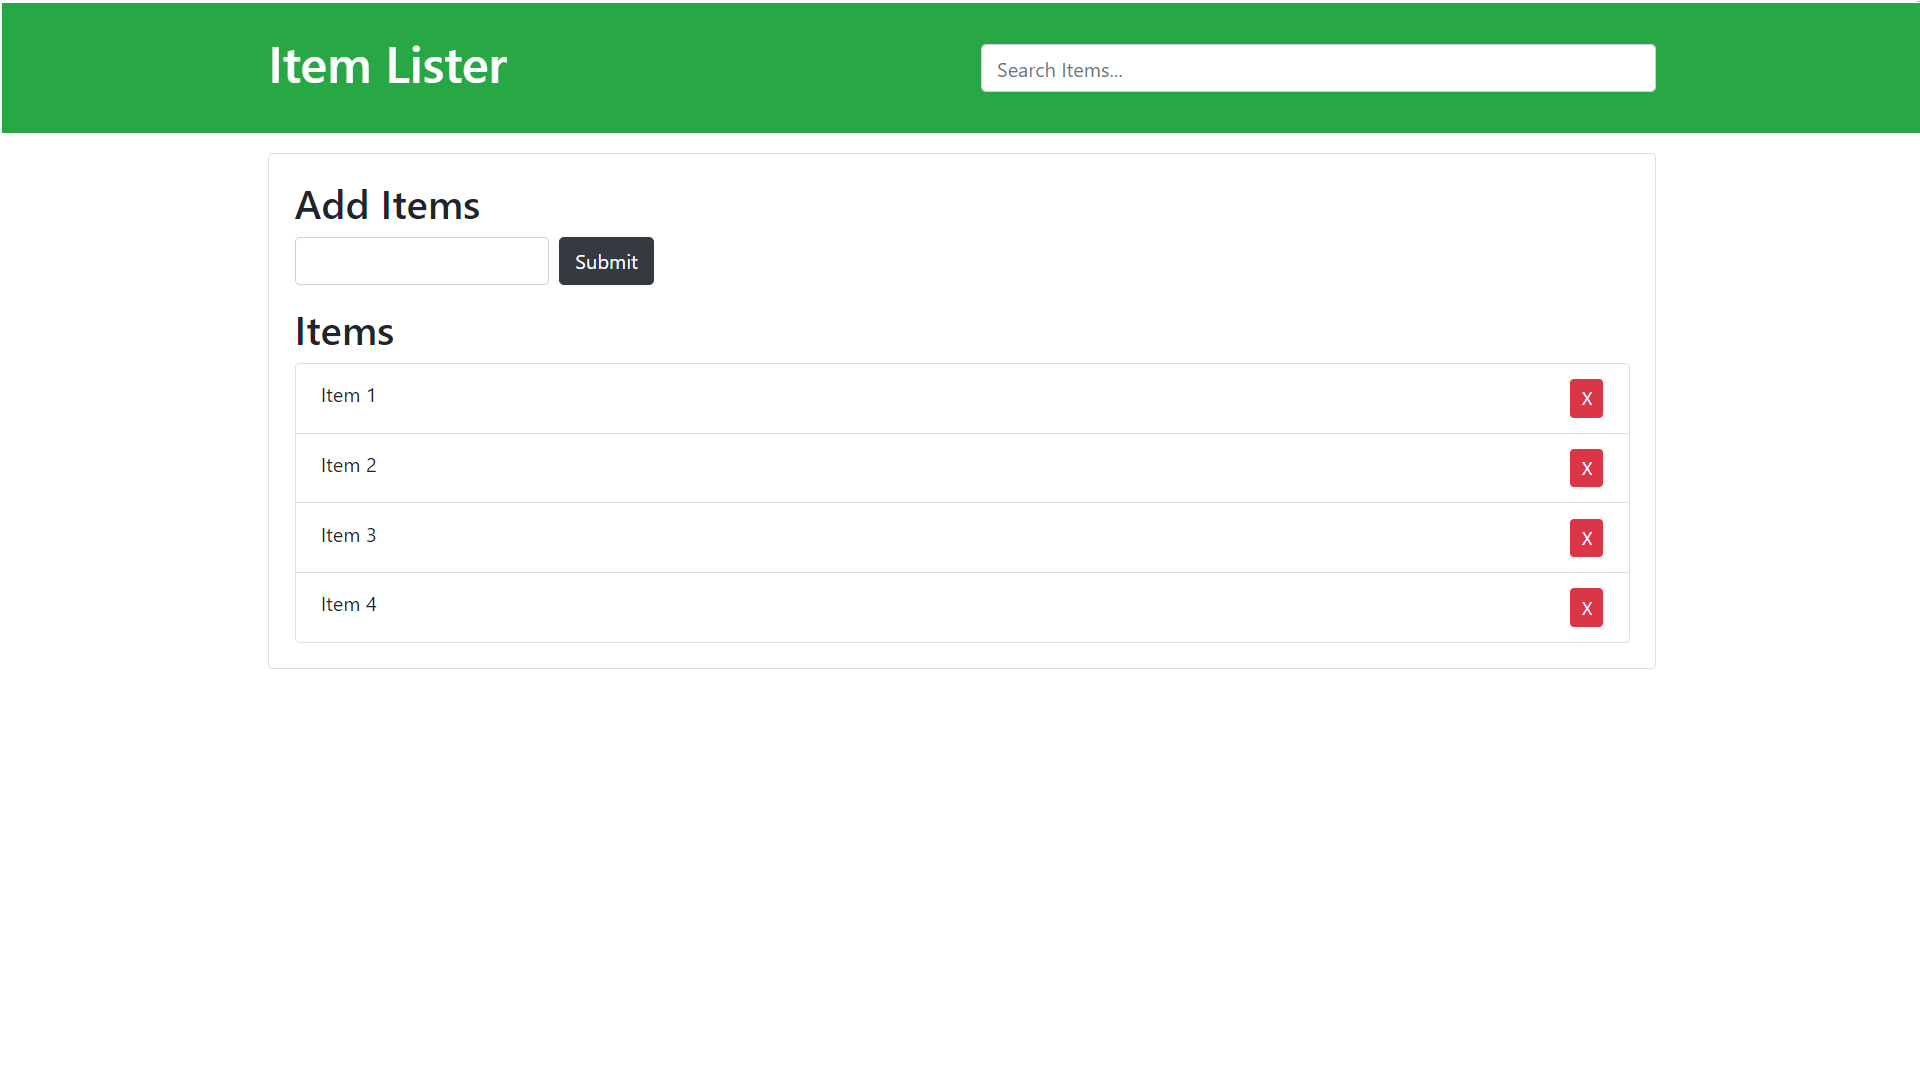 Item Lister
Search Items...
Add Items
Submit
Items
Item 1 X
Item 2 X
Item 3 X
Item 4 X